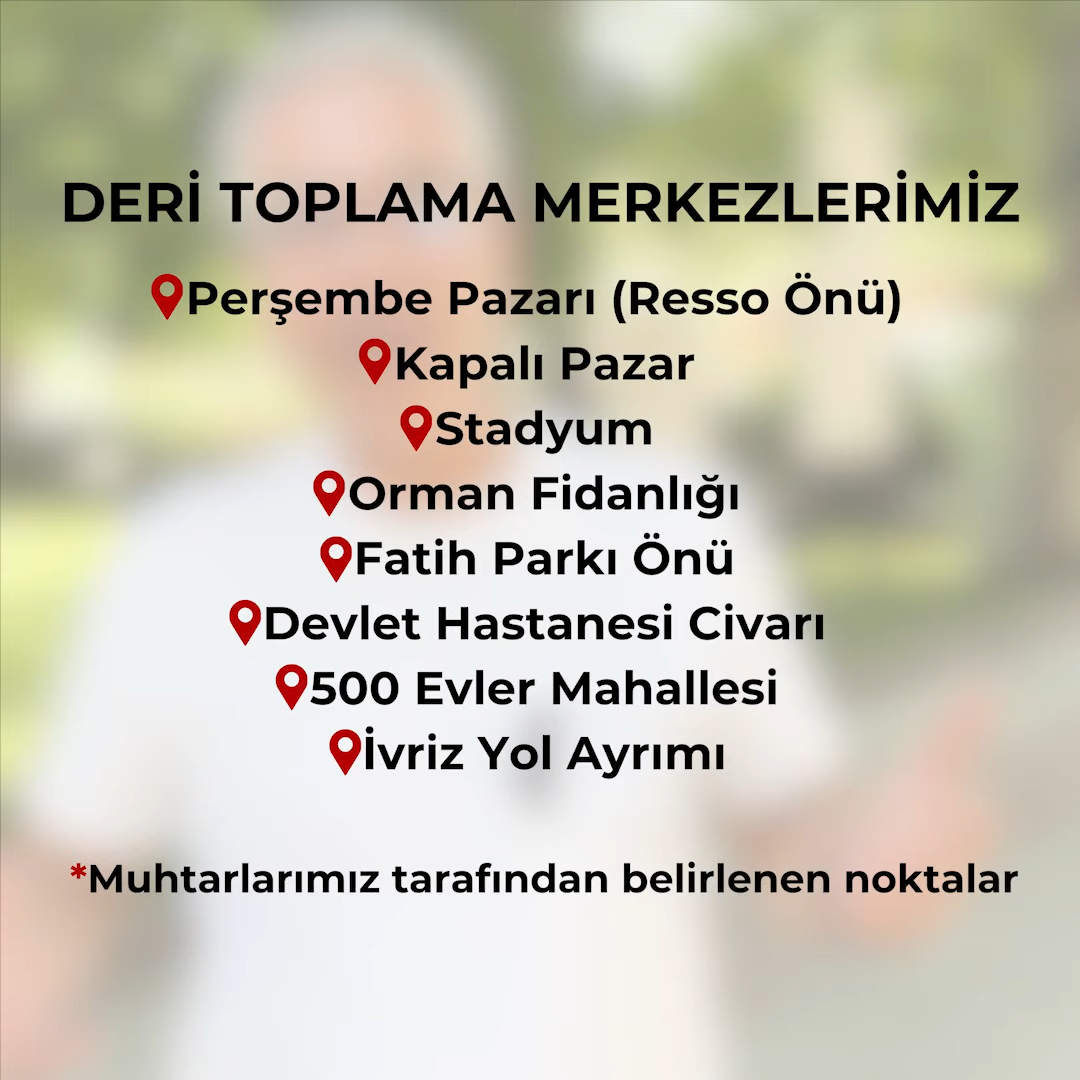 DERİ TOPLAMA MERKEZLERİMİZ
Perşembe Pazarı (Resso Önü)
Kapalı Pazar
Stadyum
Orman Fidanlığı
Fatih Parkı Önü
Devlet Hastanesi Civarı
500 Evler Mahallesi
İvriz Yol Ayrımı
*Muhtarlarımız tarafından belirlenen noktalar